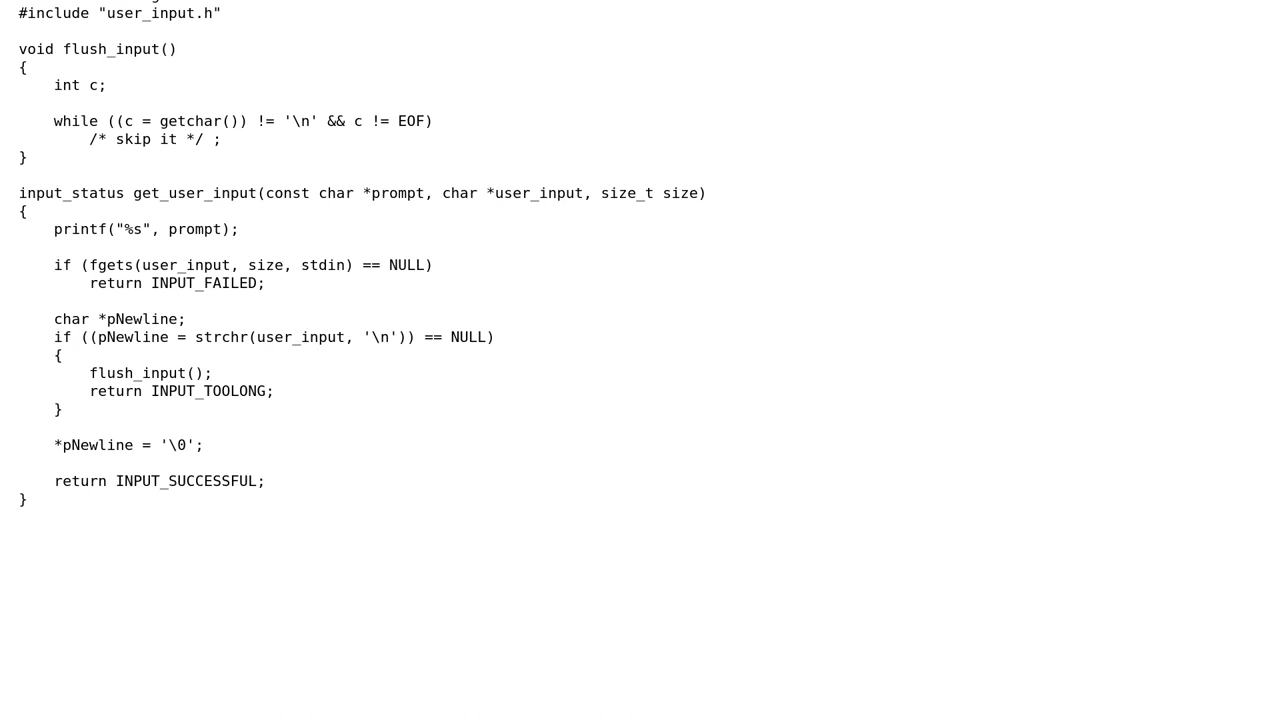 #include "user_input.h"
void flush_input()
{
    int c;
    while ((c = getchar()) != '\n' && c != EOF)
        /* skip it */ ;
}
input_status get_user_input(const char *prompt, char *user_input, size_t size)
{
    printf("%s", prompt);
    if (fgets(user_input, size, stdin) == NULL)
        return INPUT_FAILED;
    char *pNewline;
    if ((pNewline = strchr(user_input, '\n')) == NULL)
    {
        flush_input();
        return INPUT_TOOLONG;
    }
    *pNewline = '\0';
    return INPUT_SUCCESSFUL;
}